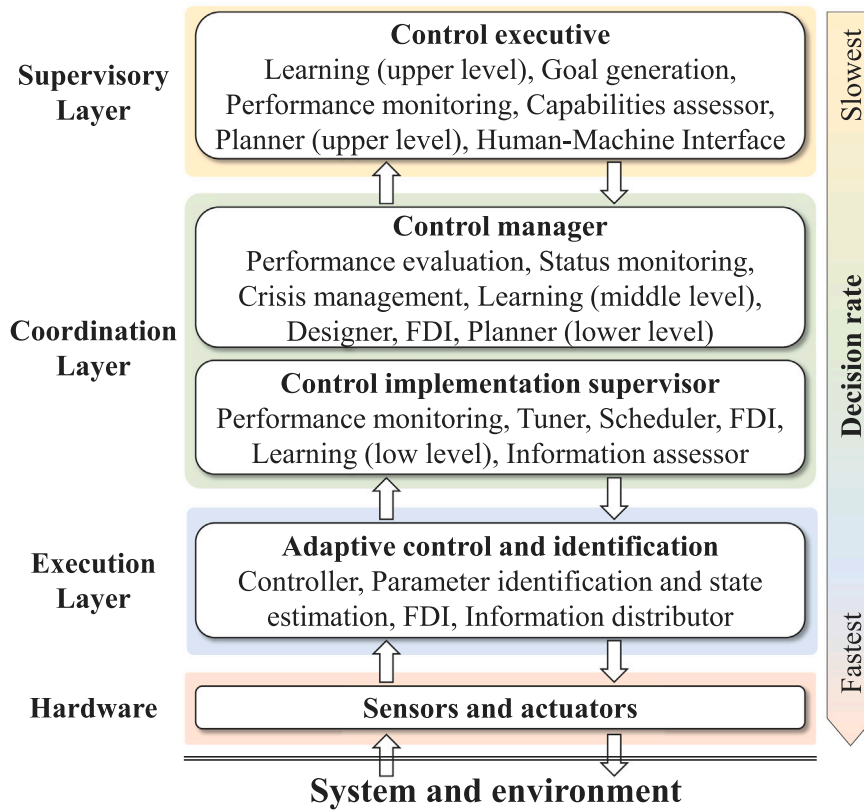 Supervisory
Layer
Control executive
Learning (upper level), Goal generation,
Performance monitoring, Capabilities assessor,
Planner (upper level), Human-Machine Interface
Coordination
Layer
Control manager
Performance evaluation, Status monitoring,
Crisis management, Learning (middle level),
Designer, FDI, Planner (lower level)
Control implementation supervisor
Performance monitoring, Tuner, Scheduler, FDI,
Learning (low level), Information assessor
Execution
Layer
Adaptive control and identification
Controller, Parameter identification and state
estimation, FDI, Information distributor
Hardware
Sensors and actuators
System and environment
Slowest
Decision rate
Fastest